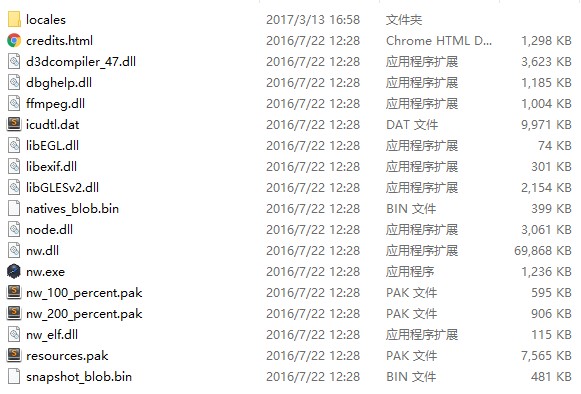 locales 2017/3/13 16:58 文件夹
credits.html 2016/7/22 12:28 Chrome HTML D... 1,298 KB
d3dcompiler_47.dll 2016/7/22 12:28 应用程序扩展 3,623 KB
dbghelp.dll 2016/7/22 12:28 应用程序扩展 1,185 KB
ffmpeg.dll 2016/7/22 12:28 应用程序扩展 1,004 KB
icudtl.dat 2016/7/22 12:28 DAT 文件 9,971 KB
libEGL.dll 2016/7/22 12:28 应用程序扩展 74 KB
libexif.dll 2016/7/22 12:28 应用程序扩展 301 KB
libGLESv2.dll 2016/7/22 12:28 应用程序扩展 2,154 KB
natives_blob.bin 2016/7/22 12:28 BIN 文件 399 KB
node.dll 2016/7/22 12:28 应用程序扩展 3,061 KB
nw.dll 2016/7/22 12:28 应用程序扩展 69,868 KB
nw.exe 2016/7/22 12:28 应用程序 1,236 KB
nw_100_percent.pak 2016/7/22 12:28 PAK 文件 595 KB
nw_200_percent.pak 2016/7/22 12:28 PAK 文件 906 KB
nw_elf.dll 2016/7/22 12:28 应用程序扩展 115 KB
resources.pak 2016/7/22 12:28 PAK 文件 7,565 KB
snapshot_blob.bin 2016/7/22 12:28 BIN 文件 481 KB